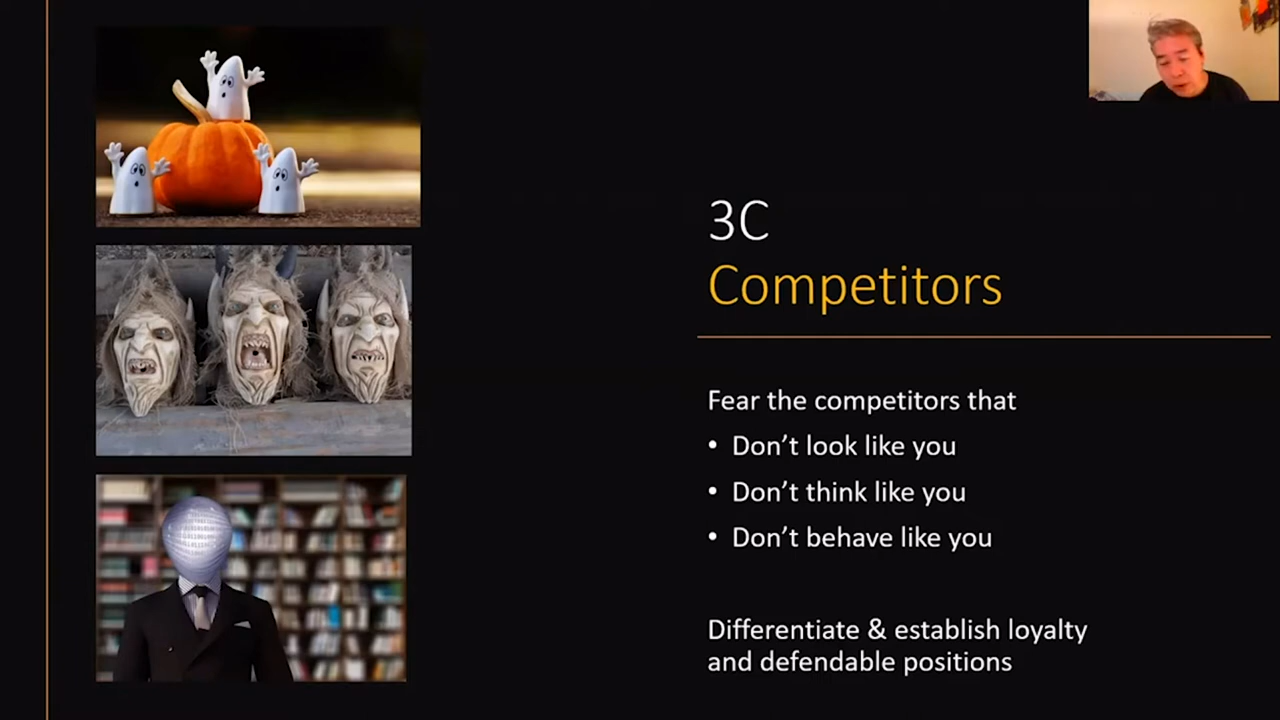 3C
Competitors
Fear the competitors that
• Don’t look like you
• Don’t think like you
• Don’t behave like you
Differentiate & establish loyalty
and defendable positions